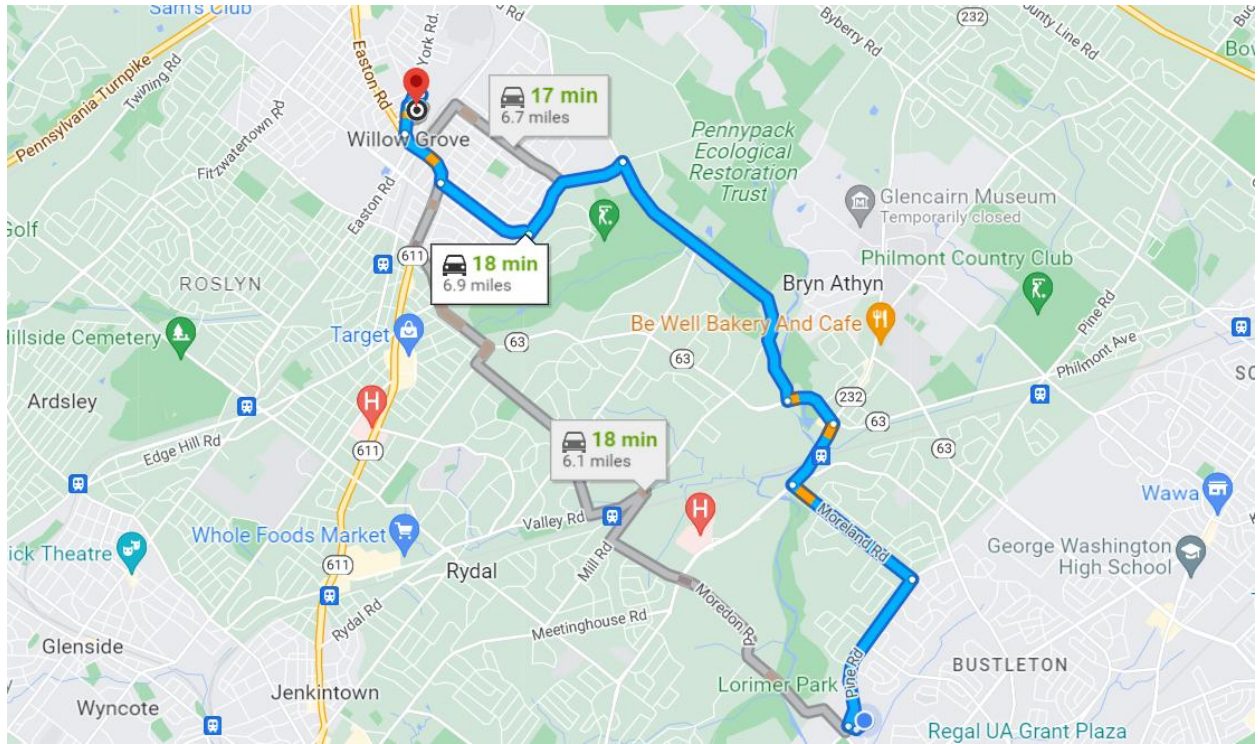 Sam's Club
York Rd.
Rd
232
Byberry Rd
County Line Rd
Pennsylvania Turnpike
Twining Rd
Easton Rd
17 min
6.7 miles
Willow Grove
Fitzwatertown Rd
Pennypack
Ecological
Restoration
Trust
Glencairn Museum
Temporarily closed
Easton Rd
Golf
611
18 min
6.9 miles
ROSLYN
Philmont Country Club
Bryn Athyn
Pine Rd
Be Well Bakery And Cafe
Hillside Cemetery
Target
63
Philmont Ave
Ardsley
H
232
63
Edge Hill Rd
611
18 min
6.1 miles
63
Wawa
H
Valley Rd
Moreland Rd
Whole Foods Market
ick Theatre
George Washington
High School
611
Rydal
Mill Rd
Rydal Rd
Meetinghouse Rd
Moredon Rd
Glenside
Pine Rd
BUSTLETON
Lorimer Park
Jenkintown
Wyncote
Regal UA Grant Plaza